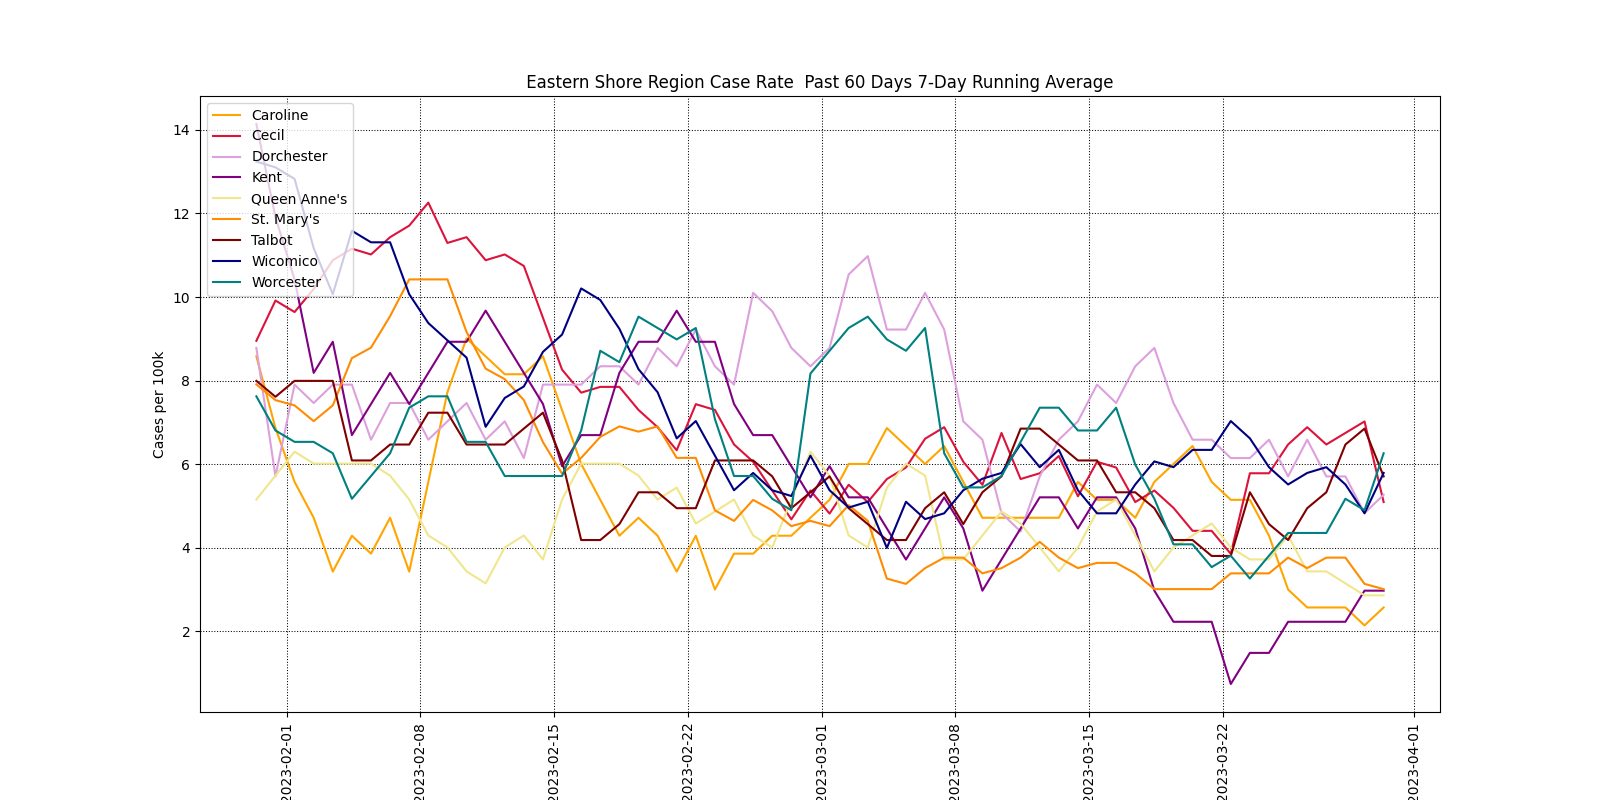 Eastern Shore Region Case Rate  Past 60 Days 7-Day Running Average
Cases per 100k
14
12
10
8
6
4
2
Caroline
Cecil
Dorchester
Kent
Queen Anne's
St. Mary's
Talbot
Wicomico
Worcester
2023-02-01
2023-02-08
2023-02-15
2023-02-22
2023-03-01
2023-03-08
2023-03-15
2023-03-22
2023-04-01